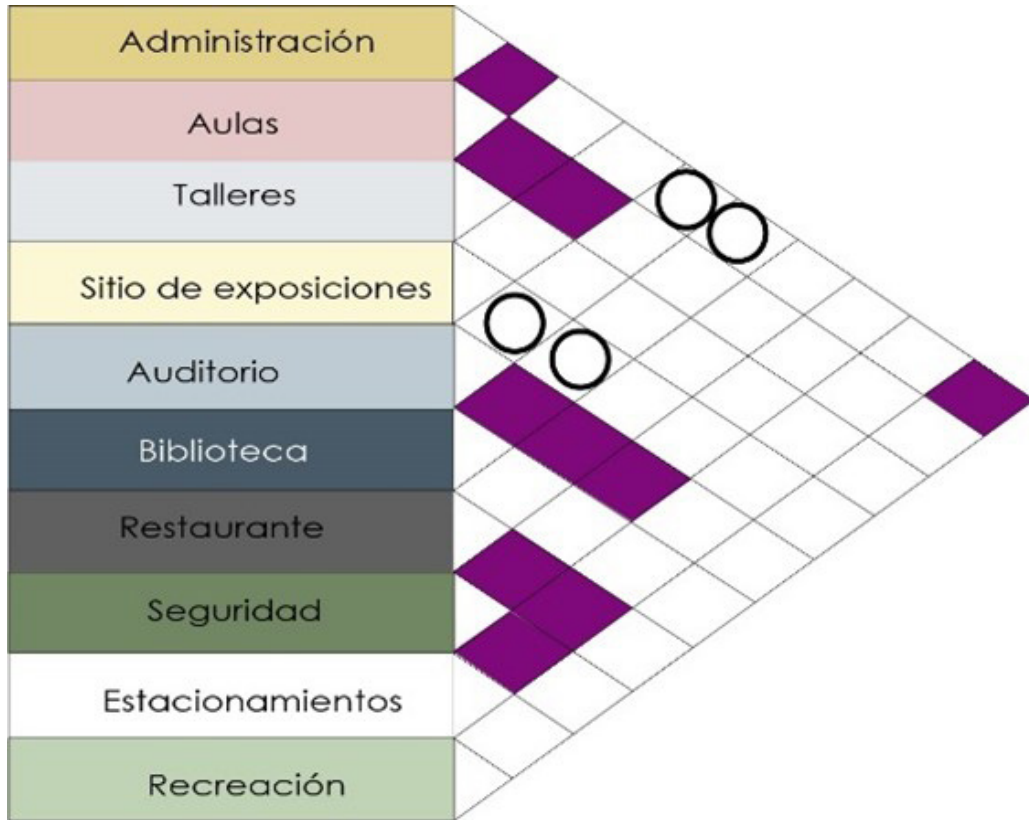 Administración
Aulas
Talleres
Sitio de exposiciones
Auditorio
Biblioteca
Restaurante
Seguridad
Estacionamientos
Recreación